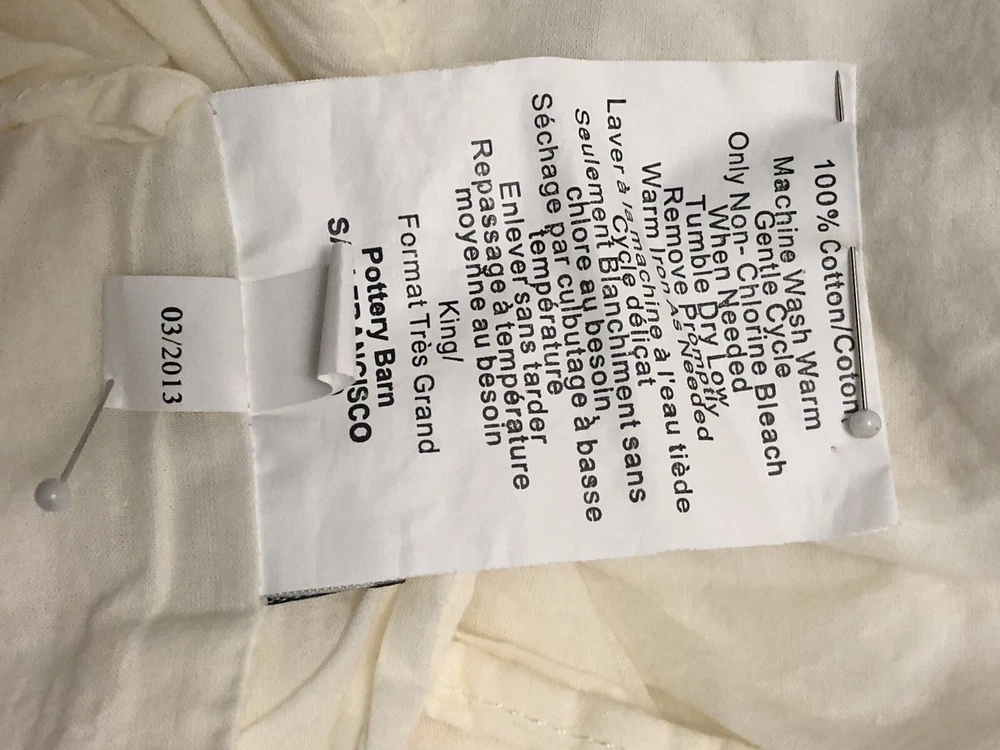 100% Cotton/Coton
Machine Wash Warm
Gentle Cycle
Only Non- Chlorine Bleach
When Needed
Tumble Dry Low
Remove Promptly
Warm Iron As Needed
Laver à la machine à l'eau tiède
Cycle délicat
Seulement Blanchiment sans
chlore au besoin
Séchage par culbutage à basse
température
Enlever sans tarder
Repassage à température
moyenne au besoin
King/
Format Très Grand
Pottery Barn
03/2013